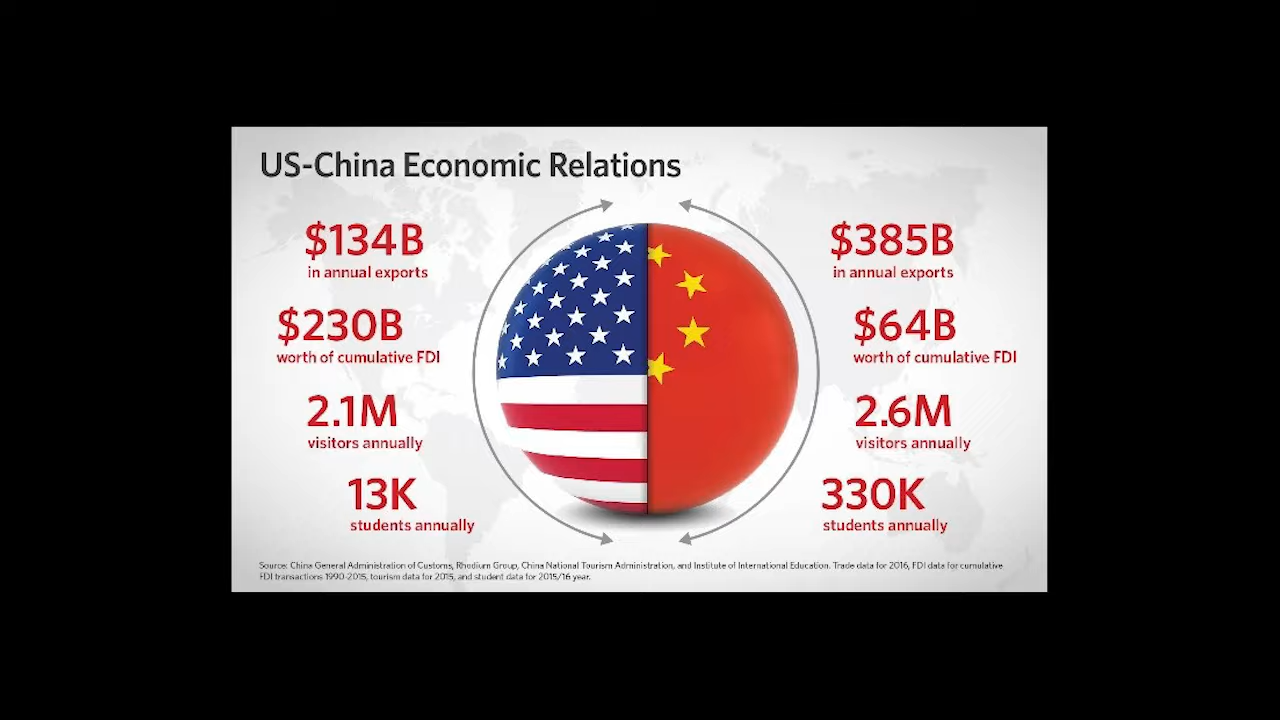 US-China Economic Relations
$134B
in annual exports
$230B
worth of cumulative FDI
2.1M
visitors annually
13K
students annually
$385B
in annual exports
$64B
worth of cumulative FDI
2.6M
visitors annually
330K
students annually
Source: China General Administration of Customs, Rhodium Group, China National Tourism Administration, and Institute of International Education. Trade data for 2016, FDI data for cumulative
FDI transactions 1990-2015, tourism data for 2015, and student data for 2015/16 year.